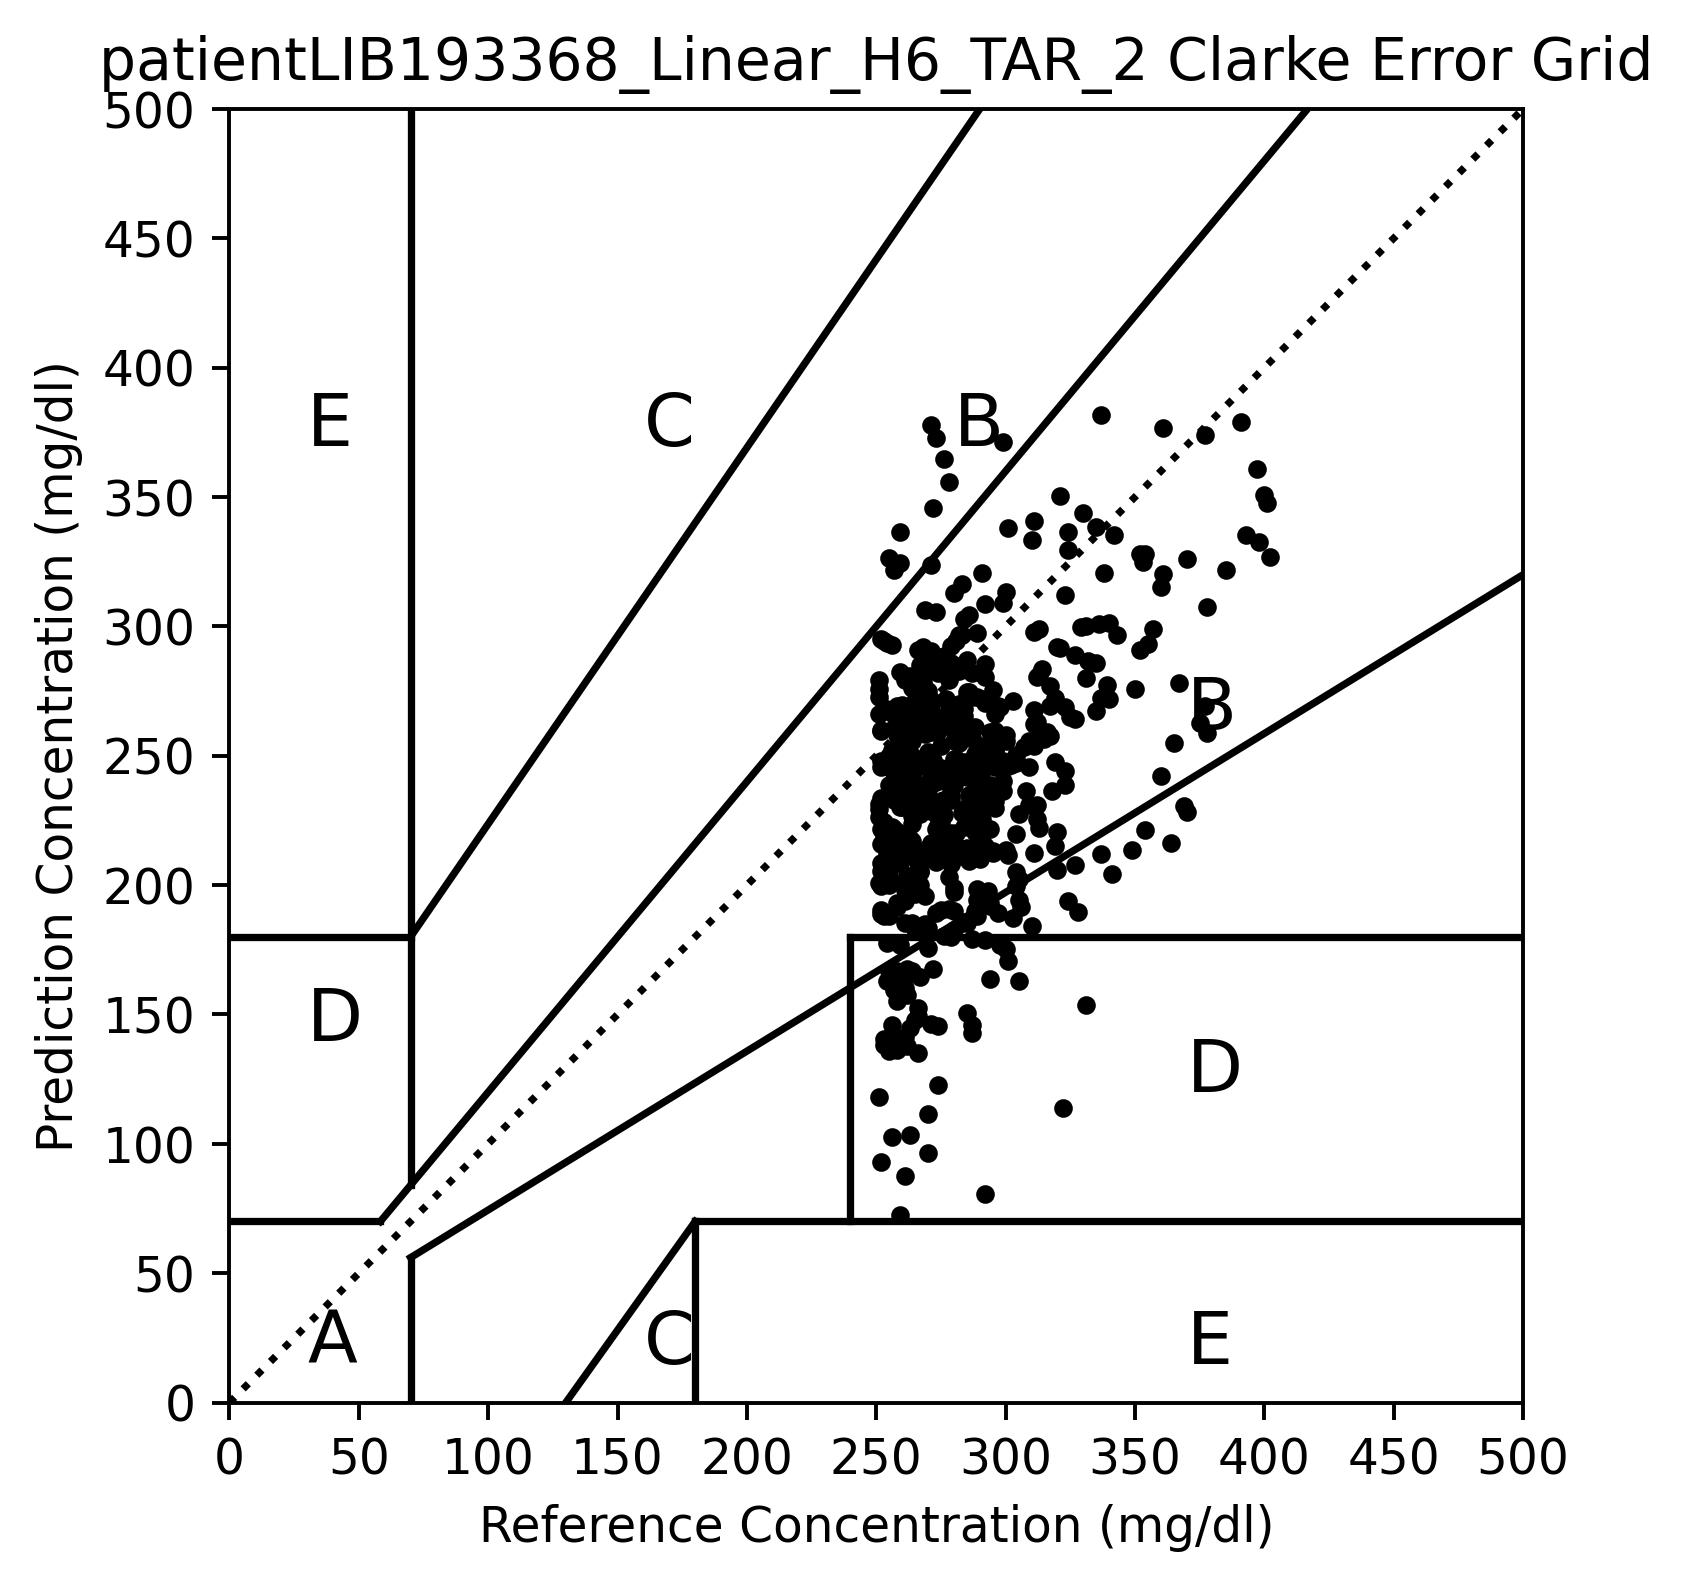 patientLIB193368_Linear_H6_TAR_2 Clarke Error Grid
500
450
400
350
300
250
200
150
100
50
0
Prediction Concentration (mg/dl)
E
C
B
B
D
D
A
C
E
0 50 100 150 200 250 300 350 400 450 500
Reference Concentration (mg/dl)